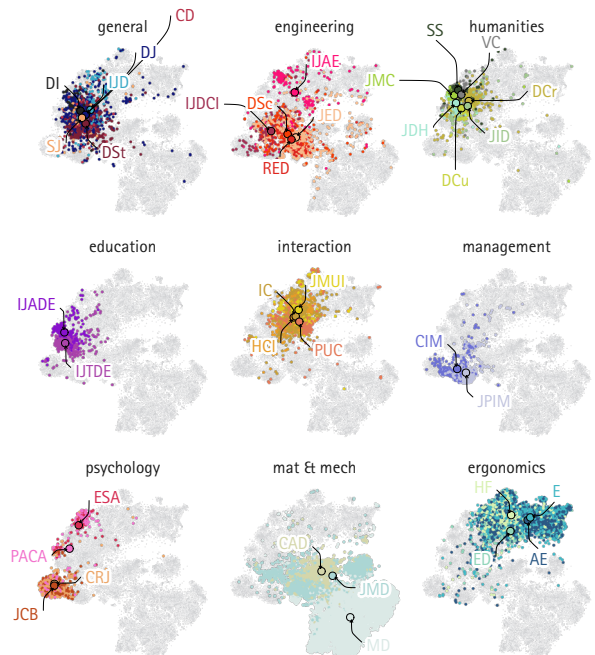 CD
general
engineering
humanities
SS
DJ
VC
IJAE
DI
IJD
JMC
DCr
IJDCI
DSc
JED
JDH
JID
SJ
DSt
RED
DCu
education
interaction
management
IJADE
IC
JMUI
CIM
HCI
PUC
IJTDE
JPIM
psychology
mat & mech
ergonomics
ESA
HF
E
CAD
PACA
ED
AE
CRJ
JMD
JCB
MD